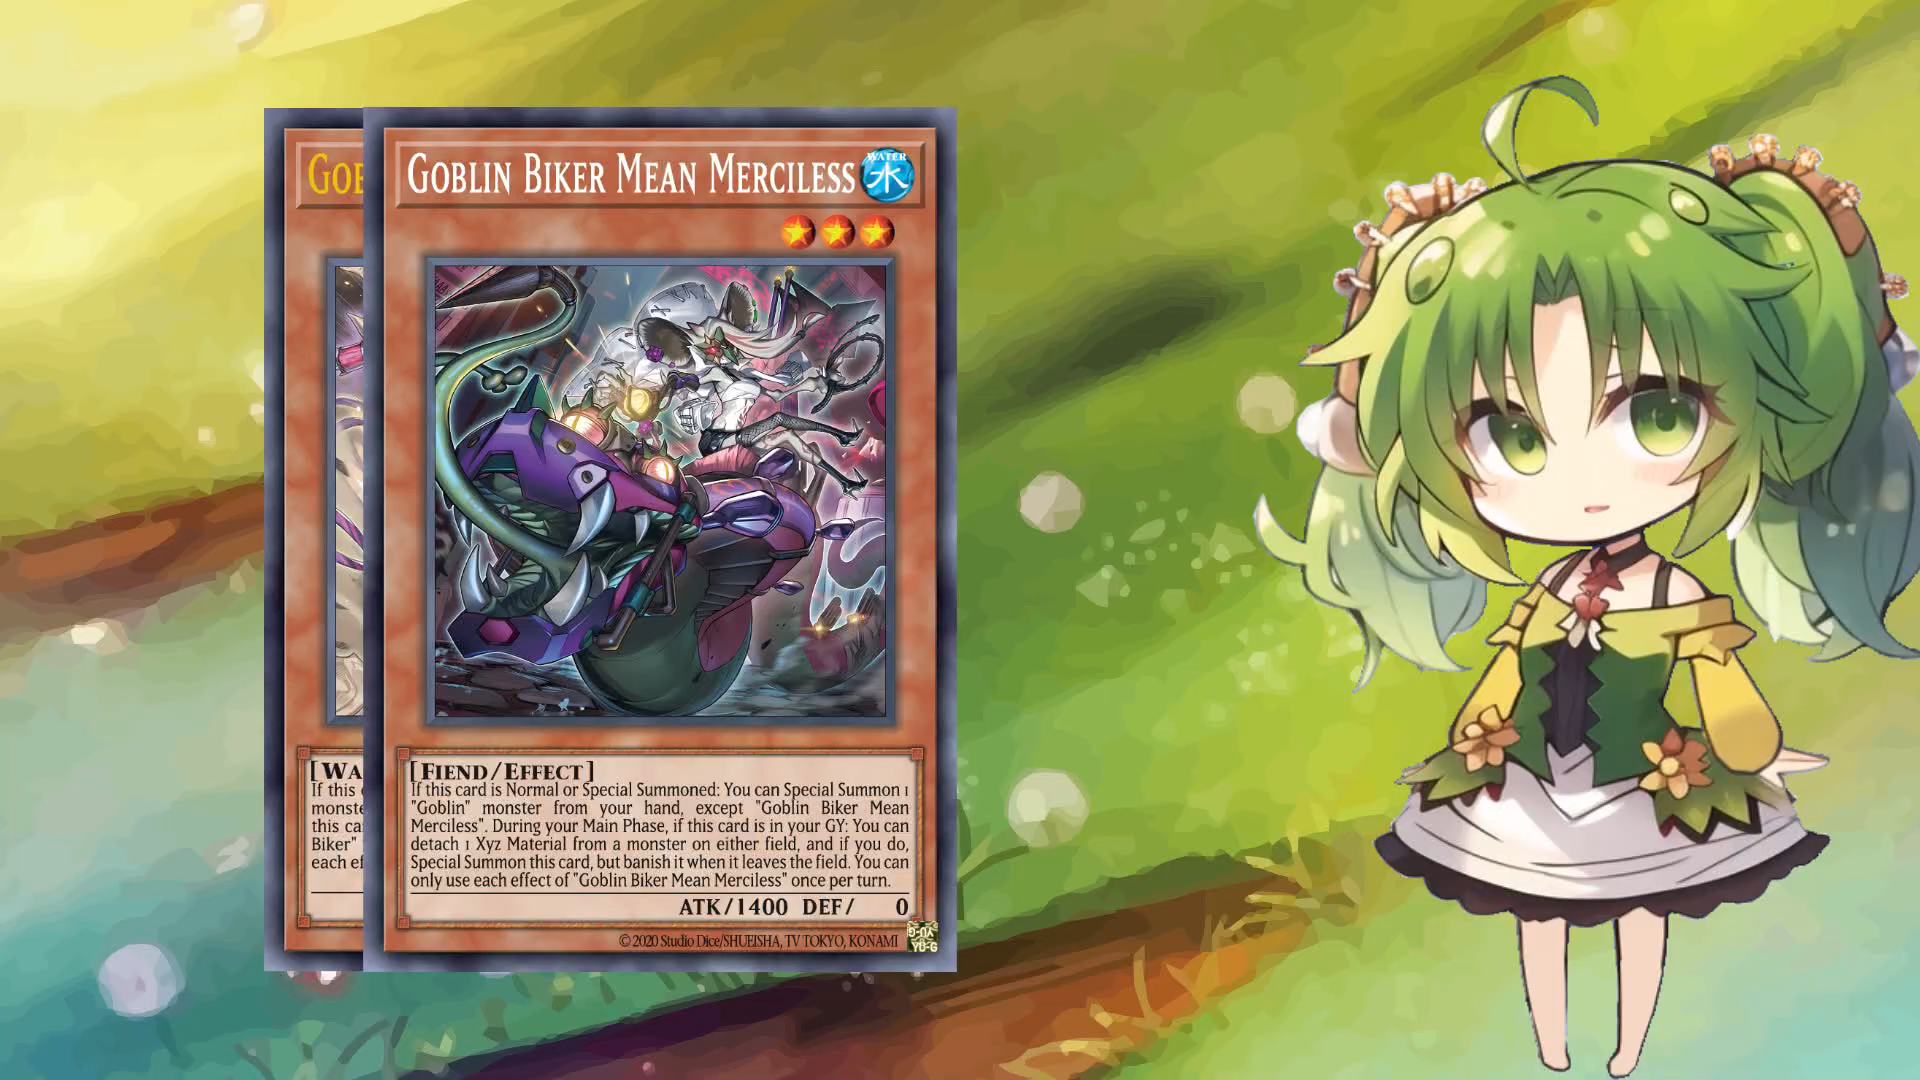 GOBLIN BIKER MEAN MERCILESS
WATER
水
[FIEND/EFFECT]
If this card is Normal or Special Summoned: You can Special Summon 1
"Goblin" monster from your hand, except "Goblin Biker Mean
Merciless". During your Main Phase, if this card is in your GY: You can
detach 1 Xyz Material from a monster on either field, and if you do,
Special Summon this card, but banish it when it leaves the field. You can
only use each effect of "Goblin Biker Mean Merciless" once per turn.
ATK/1400 DEF/ 0
©2020 Studio Dice/SHUEISHA, TV TOKYO, KONAMI
If this
this
Biker"
each